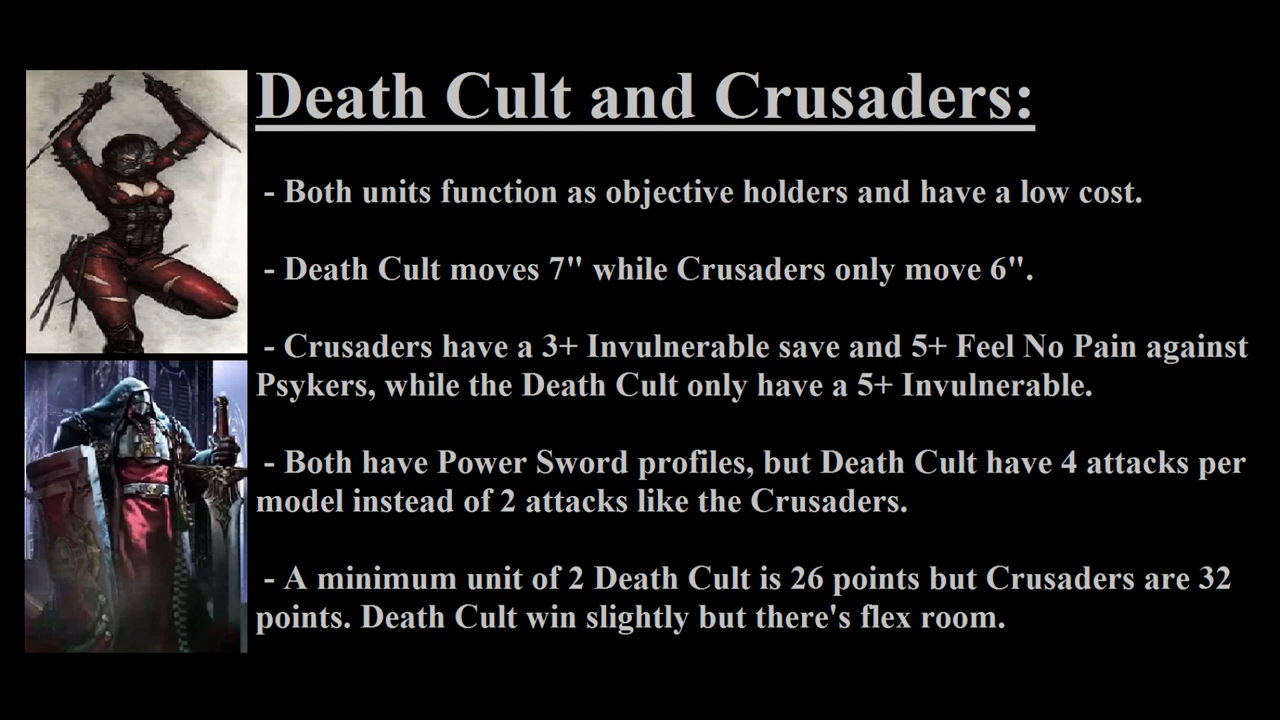 Death Cult and Crusaders:
- Both units function as objective holders and have a low cost.
- Death Cult moves 7" while Crusaders only move 6".
- Crusaders have a 3+ Invulnerable save and 5+ Feel No Pain against
Psykers, while the Death Cult only have a 5+ Invulnerable.
- Both have Power Sword profiles, but Death Cult have 4 attacks per
model instead of 2 attacks like the Crusaders.
- A minimum unit of 2 Death Cult is 26 points but Crusaders are 32
points. Death Cult win slightly but there's flex room.